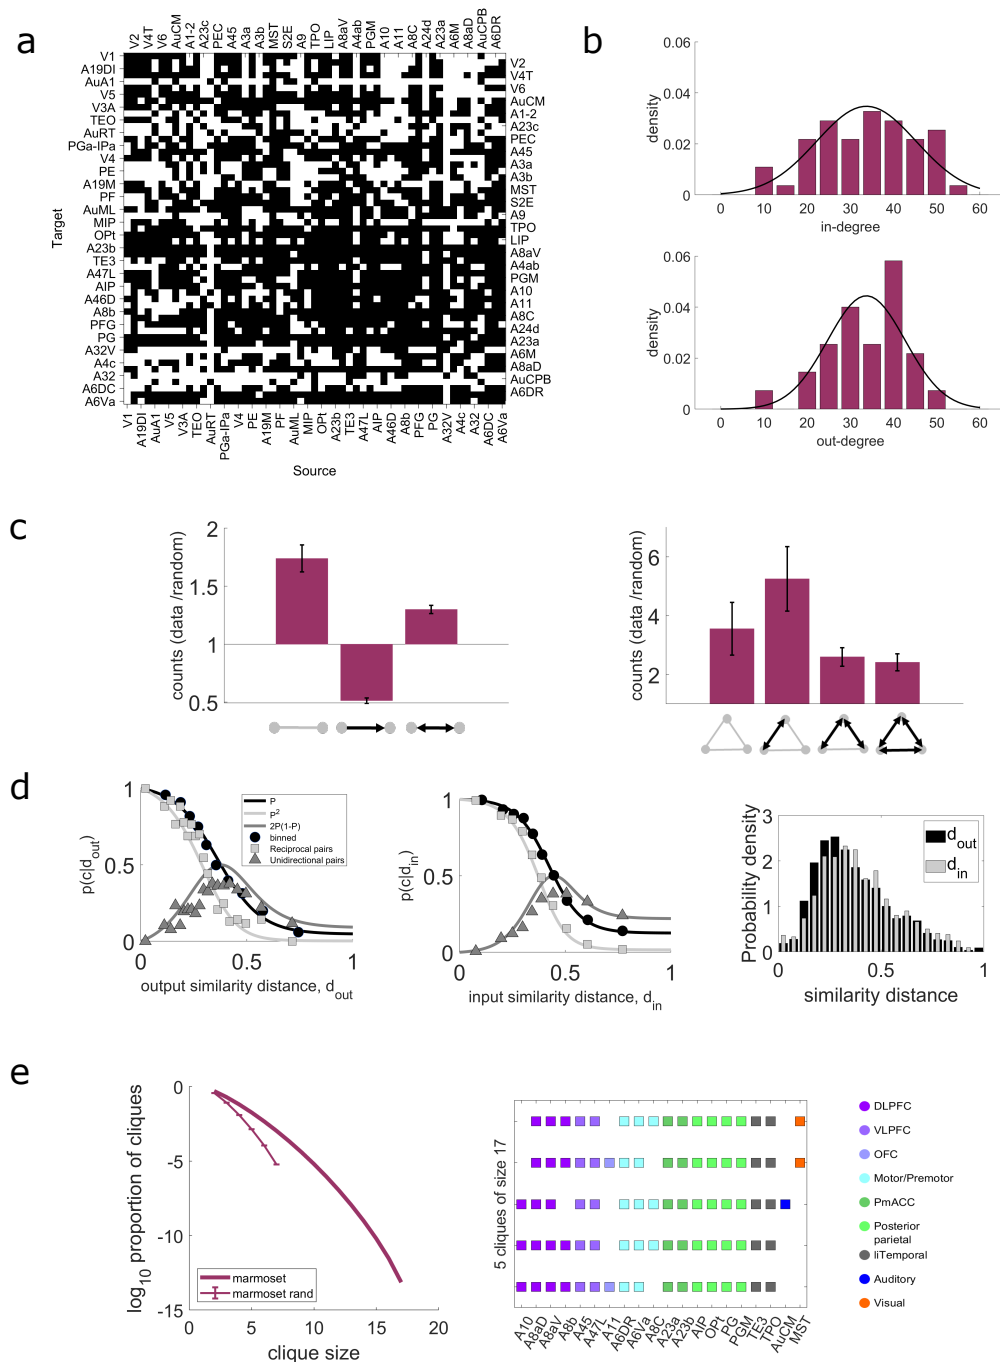 a
V2 V4T V6 AuCM A1-2 A23c PEC A45 A3a A3b MST S2E A9 TPO LIP A8aV A4ab PGM A10 A11 A8C A24d A23a A6M A8aD AuCPB A6DR
Target
V1
A19DI
AuA1
V5
V3A
TEO
AuRT
PGa-IPa
V4
PE
A19M
PF
AuML
MIP
OPt
A23b
TE3
A47L
AIP
A46D
A8b
PFG
PG
A32V
A4c
A32
A6DC
A6Va
V2
V4T
V6
AuCM
A1-2
A23c
PEC
A45
A3a
A3b
MST
S2E
A9
TPO
LIP
A8aV
A4ab
PGM
A10
A11
A8C
A24d
A23a
A6M
A8aD
AuCPB
A6DR
V1 A19DI AuA1 V5 V3A TEO AuRT PGa-IPa V4 PE A19M PF AuML MIP OPt A23b TE3 A47L AIP A46D A8b PFG PG A32V A4c A32 A6DC A6Va
Source
b
0.06
0.04
0.02
0
density
0 10 20 30 40 50 60
in-degree
0.06
0.04
0.02
0
density
0 10 20 30 40 50 60
out-degree
c
counts (data /random)
2
1.5
1
0.5
counts (data /random)
6
4
2
d
p(c|d_out)
1
0.5
0
P
P²
2P(1-P)
binned
Reciprocal pairs
Unidirectional pairs
0 0.5 1
output similarity distance, d_out
p(c|d_in)
1
0.5
0
0 0.5 1
input similarity distance, d_in
Probability density
3
2
1
0
d_out
d_in
0 0.5 1
similarity distance
e
log₁₀ proportion of cliques
0
-5
-10
-15
marmoset
marmoset rand
0 5 10 15 20
clique size
5 cliques of size 17
A10 A8aD A8aV A8b A45 A47L A11 A6DR A6Va A8C A23a A23b AIP OPt PG PGM TE3 TPO AuCM MST
DLPFC
VLPFC
OFC
Motor/Premotor
PmACC
Posterior
parietal
liTemporal
Auditory
Visual